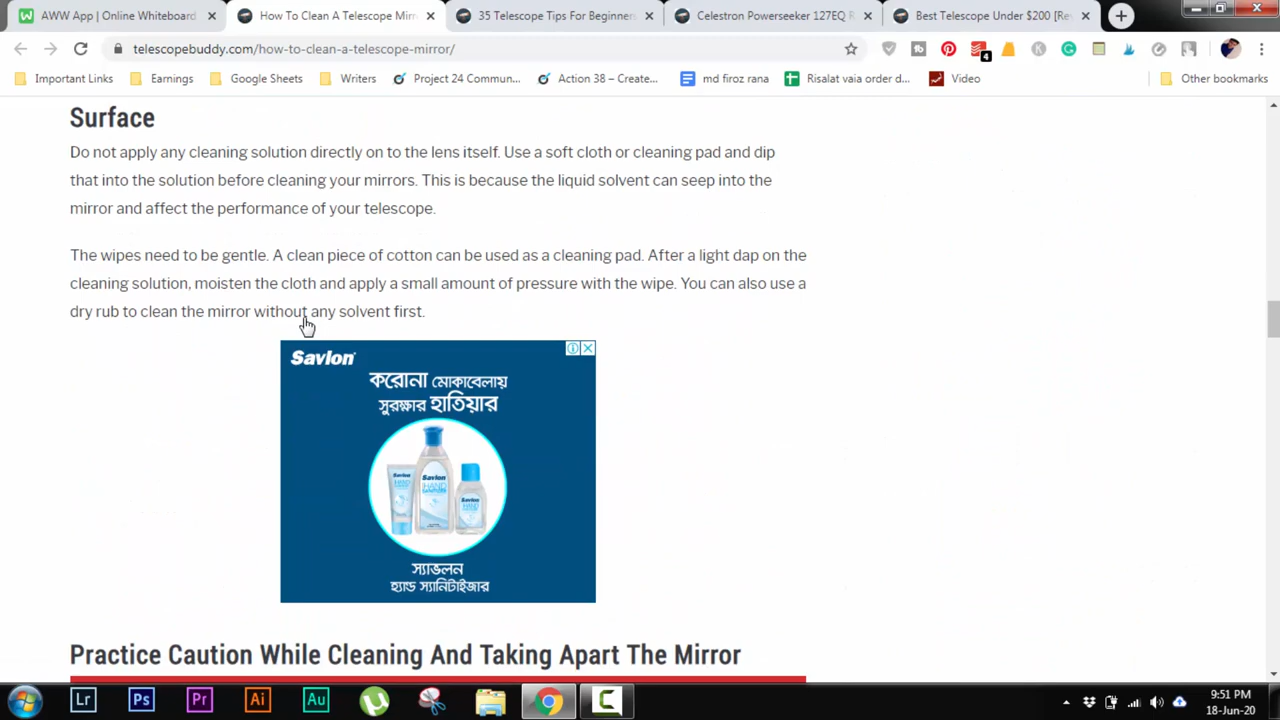 AWW App | Online Whiteboard
How To Clean A Telescope Mirr
35 Telescope Tips For Beginners
Celestron Powerseeker 127EQ R
Best Telescope Under $200 [Re
telescopebuddy.com/how-to-clean-a-telescope-mirror/
4
Important Links
Earnings
Google Sheets
Writers
Project 24 Commun...
Action 38 – Create...
md firoz rana
Risalat vaia order d...
Video
Other bookmarks
Surface
Do not apply any cleaning solution directly on to the lens itself. Use a soft cloth or cleaning pad and dip
that into the solution before cleaning your mirrors. This is because the liquid solvent can seep into the
mirror and affect the performance of your telescope.
The wipes need to be gentle. A clean piece of cotton can be used as a cleaning pad. After a light dap on the
cleaning solution, moisten the cloth and apply a small amount of pressure with the wipe. You can also use a
dry rub to clean the mirror without any solvent first.
Savlon
করোনা মোকাবেলায়
সুরক্ষার হাতিয়ার
Savlon
Savlon
HAND
SANITIZER
Savlon
স্যাভলন
হ্যান্ড স্যানিটাইজার
Practice Caution While Cleaning And Taking Apart The Mirror
Lr
Ps
Pr
Ai
Au
9:51 PM
18-Jun-20